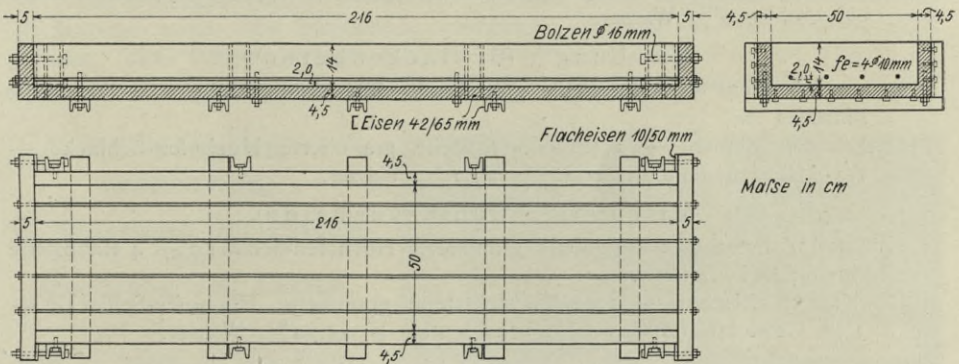 5 216 5
Bolzen ⌀ 16 mm
2,0 14
4,5
[Eisen 42/65 mm
4,5 50 4,5
2,0 14 fe = 4 ⌀ 10 mm
4,5
Flacheisen 10/50 mm
4,5
5 216 5
50
4,5
Maſse in cm